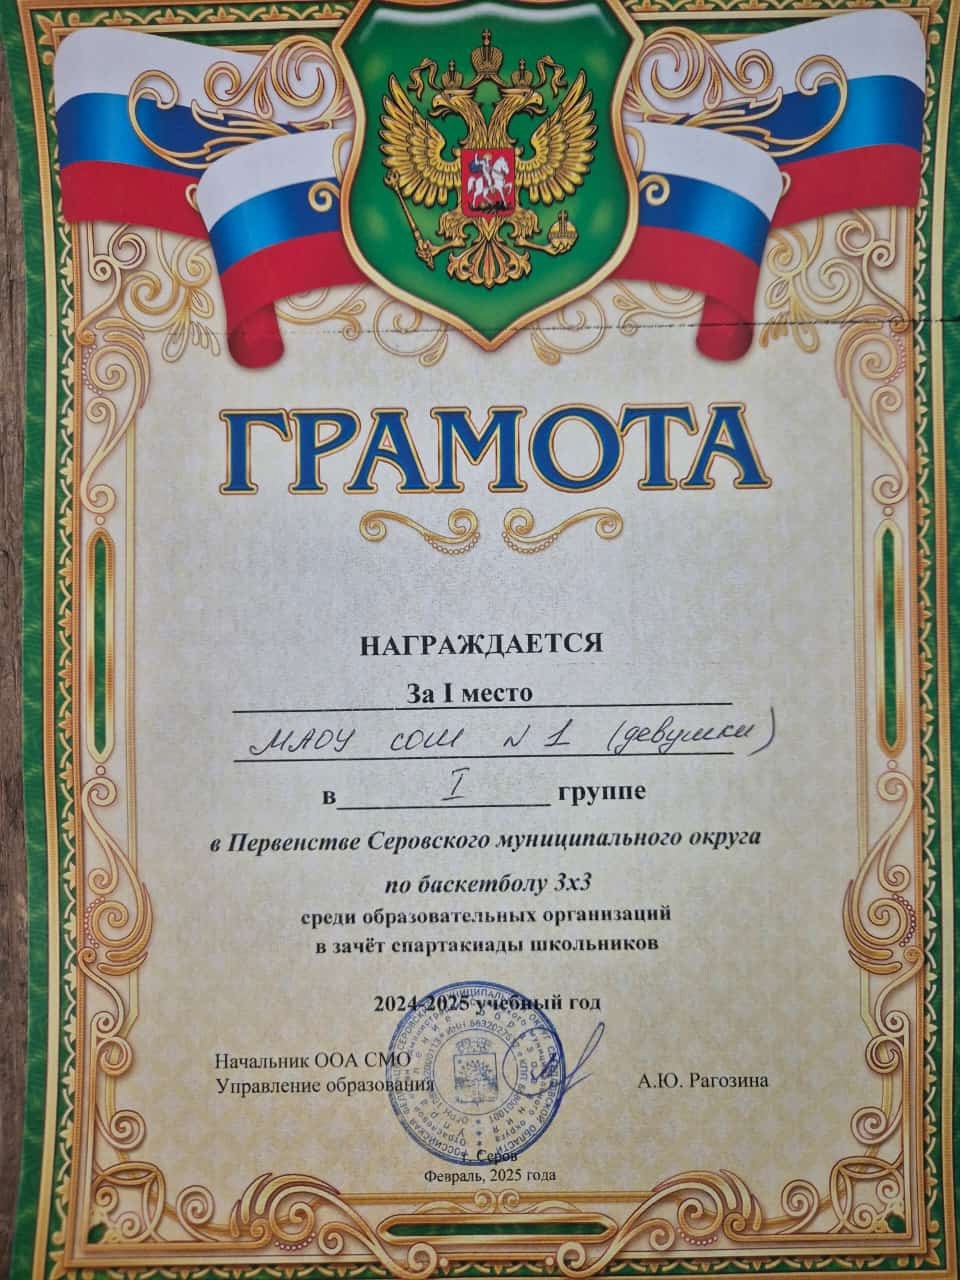 ГРАМОТА
НАГРАЖДАЕТСЯ
За I место
МАОУ СОШ N 1 (девушки)
в I группе
в Первенстве Серовского муниципального округа
по баскетболу 3х3
среди образовательных организаций
в зачёт спартакиады школьников
2024-2025 учебный год
Начальник ООА СМО
Управление образования
А.Ю. Рагозина
г. Серов
Февраль, 2025 года